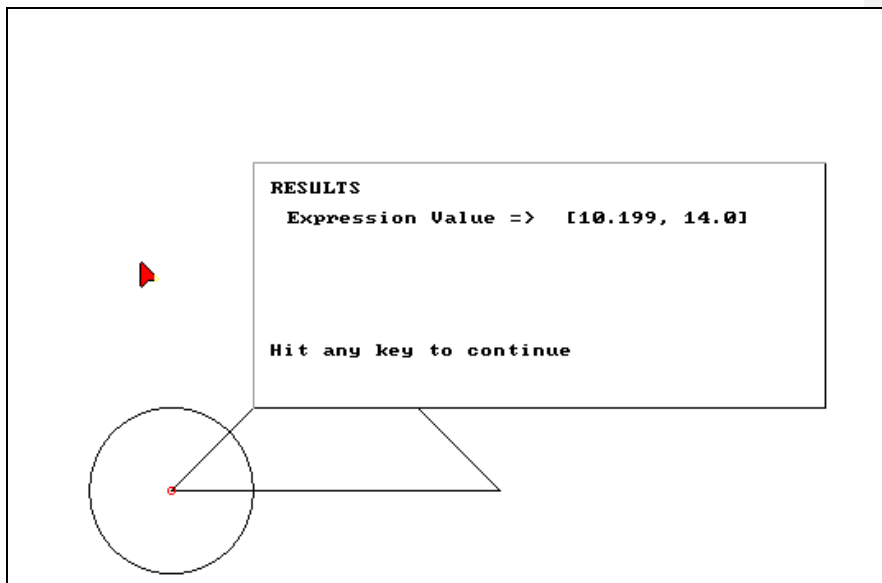 RESULTS
Expression Value => [10.199, 14.0]
Hit any key to continue